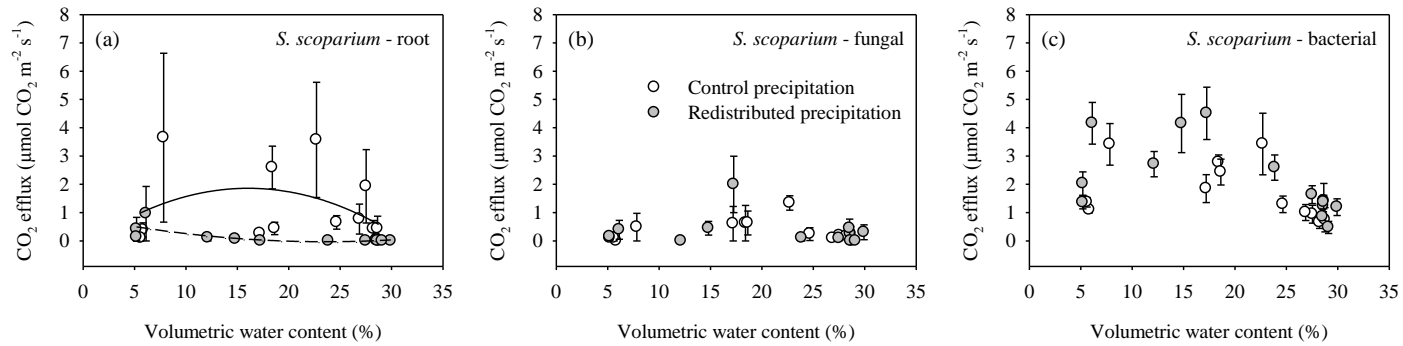 (a)
S. scoparium - root
CO₂ efflux (µmol CO₂ m⁻² s⁻¹)
8
7
6
5
4
3
2
1
0
0 5 10 15 20 25 30 35
Volumetric water content (%)
(b)
S. scoparium - fungal
Control precipitation
Redistributed precipitation
CO₂ efflux (µmol CO₂ m⁻² s⁻¹)
8
7
6
5
4
3
2
1
0
0 5 10 15 20 25 30 35
Volumetric water content (%)
(c)
S. scoparium - bacterial
CO₂ efflux (µmol CO₂ m⁻² s⁻¹)
8
7
6
5
4
3
2
1
0
0 5 10 15 20 25 30 35
Volumetric water content (%)